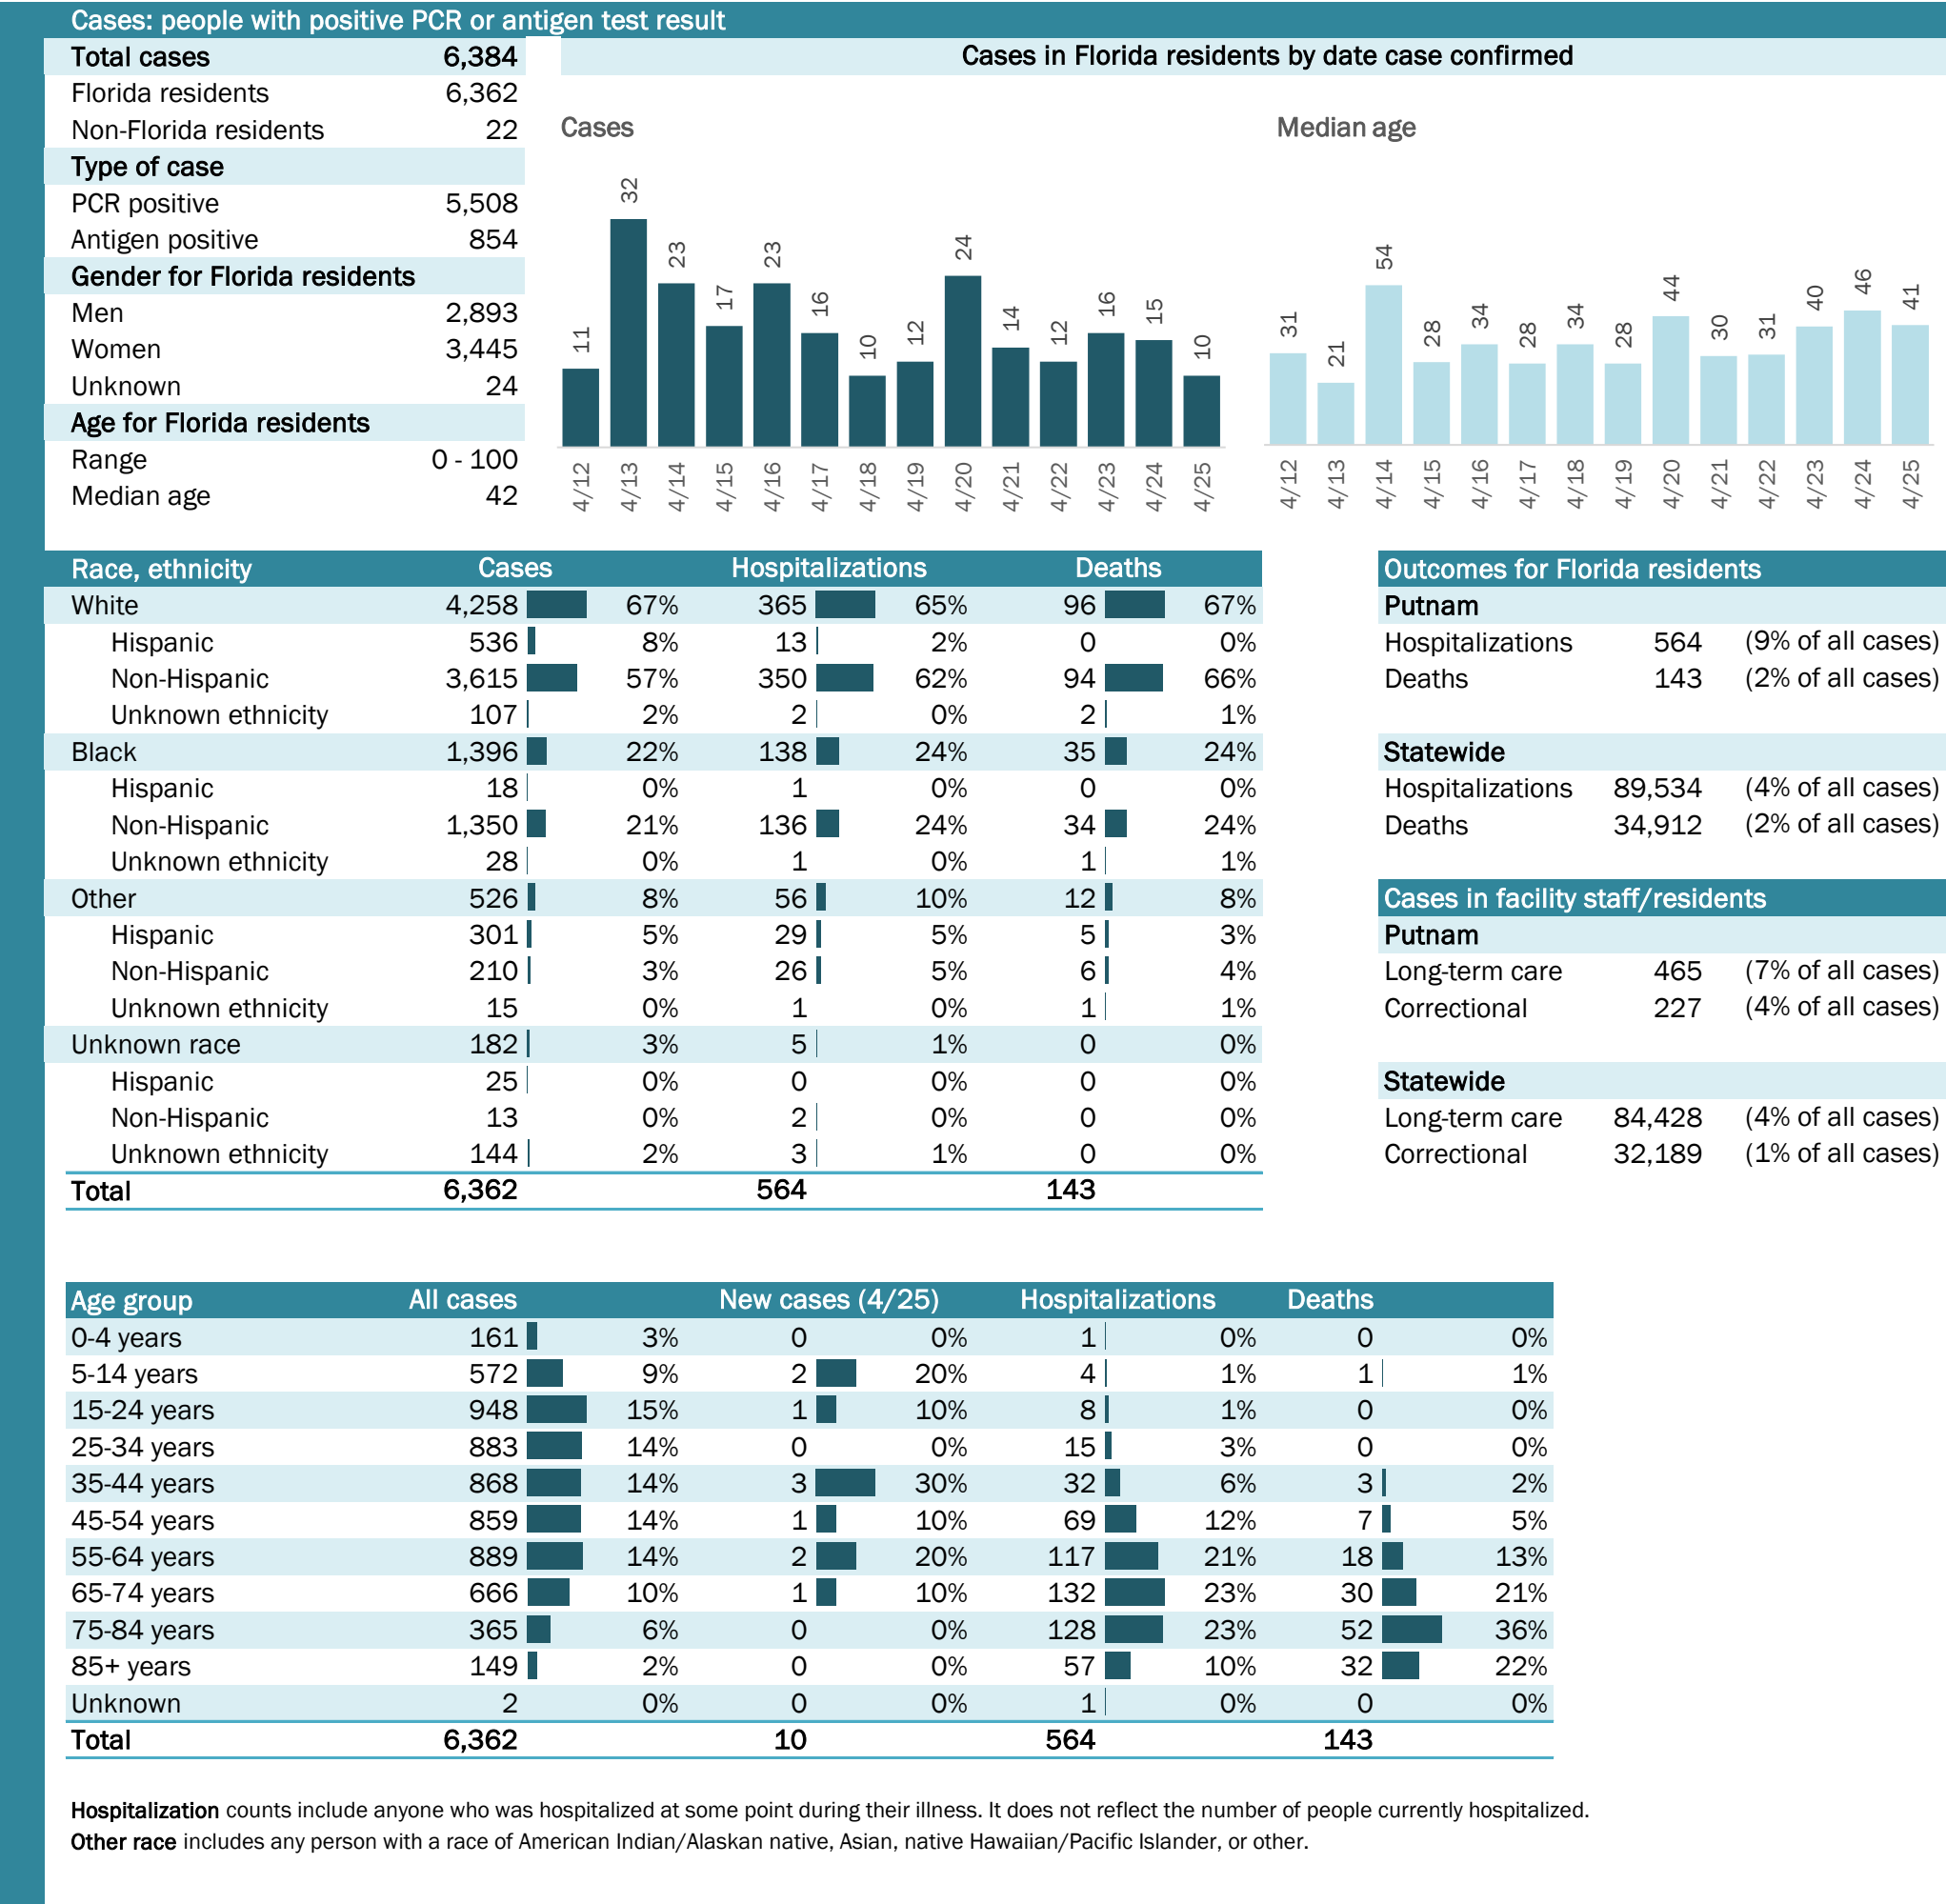 Cases: people with positive PCR or antigen test result
Total cases 6,384
Florida residents 6,362
Non-Florida residents 22
Type of case
PCR positive 5,508
Antigen positive 854
Gender for Florida residents
Men 2,893
Women 3,445
Unknown 24
Age for Florida residents
Range 0 - 100
Median age 42
Cases in Florida residents by date case confirmed
Cases
11 32 23 17 23 16 10 12 24 14 12 16 15 10
4/12 4/13 4/14 4/15 4/16 4/17 4/18 4/19 4/20 4/21 4/22 4/23 4/24 4/25
Median age
31 21 54 28 34 28 34 28 44 30 31 40 46 41
4/12 4/13 4/14 4/15 4/16 4/17 4/18 4/19 4/20 4/21 4/22 4/23 4/24 4/25
Race, ethnicity Cases Hospitalizations Deaths
White 4,258 67% 365 65% 96 67%
Hispanic 536 8% 13 2% 0 0%
Non-Hispanic 3,615 57% 350 62% 94 66%
Unknown ethnicity 107 2% 2 0% 2 1%
Black 1,396 22% 138 24% 35 24%
Hispanic 18 0% 1 0% 0 0%
Non-Hispanic 1,350 21% 136 24% 34 24%
Unknown ethnicity 28 0% 1 0% 1 1%
Other 526 8% 56 10% 12 8%
Hispanic 301 5% 29 5% 5 3%
Non-Hispanic 210 3% 26 5% 6 4%
Unknown ethnicity 15 0% 1 0% 1 1%
Unknown race 182 3% 5 1% 0 0%
Hispanic 25 0% 0 0% 0 0%
Non-Hispanic 13 0% 2 0% 0 0%
Unknown ethnicity 144 2% 3 1% 0 0%
Total 6,362 564 143
Outcomes for Florida residents
Putnam
Hospitalizations 564 (9% of all cases)
Deaths 143 (2% of all cases)
Statewide
Hospitalizations 89,534 (4% of all cases)
Deaths 34,912 (2% of all cases)
Cases in facility staff/residents
Putnam
Long-term care 465 (7% of all cases)
Correctional 227 (4% of all cases)
Statewide
Long-term care 84,428 (4% of all cases)
Correctional 32,189 (1% of all cases)
Age group All cases New cases (4/25) Hospitalizations Deaths
0-4 years 161 3% 0 0% 1 0% 0 0%
5-14 years 572 9% 2 20% 4 1% 1 1%
15-24 years 948 15% 1 10% 8 1% 0 0%
25-34 years 883 14% 0 0% 15 3% 0 0%
35-44 years 868 14% 3 30% 32 6% 3 2%
45-54 years 859 14% 1 10% 69 12% 7 5%
55-64 years 889 14% 2 20% 117 21% 18 13%
65-74 years 666 10% 1 10% 132 23% 30 21%
75-84 years 365 6% 0 0% 128 23% 52 36%
85+ years 149 2% 0 0% 57 10% 32 22%
Unknown 2 0% 0 0% 1 0% 0 0%
Total 6,362 10 564 143
Hospitalization counts include anyone who was hospitalized at some point during their illness. It does not reflect the number of people currently hospitalized.
Other race includes any person with a race of American Indian/Alaskan native, Asian, native Hawaiian/Pacific Islander, or other.